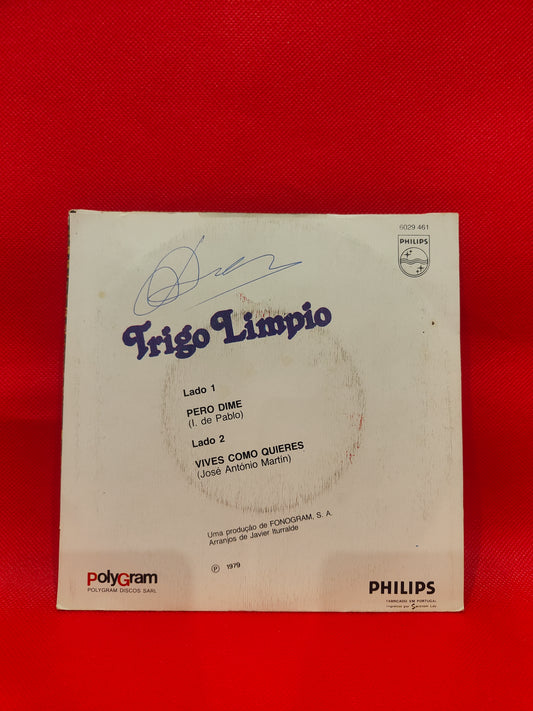 6029 461
PHILIPS
Trigo Limpio
Lado 1
PERO DIME
(I. de Pablo)
Lado 2
VIVES COMO QUIERES
(José António Martin)
Uma produção de FONOGRAM, S. A.
Arranjos de Javier Iturralde
Ⓟ 1979
PolyGram
POLYGRAM DISCOS SARL
PHILIPS
FABRICADO EM PORTUGAL